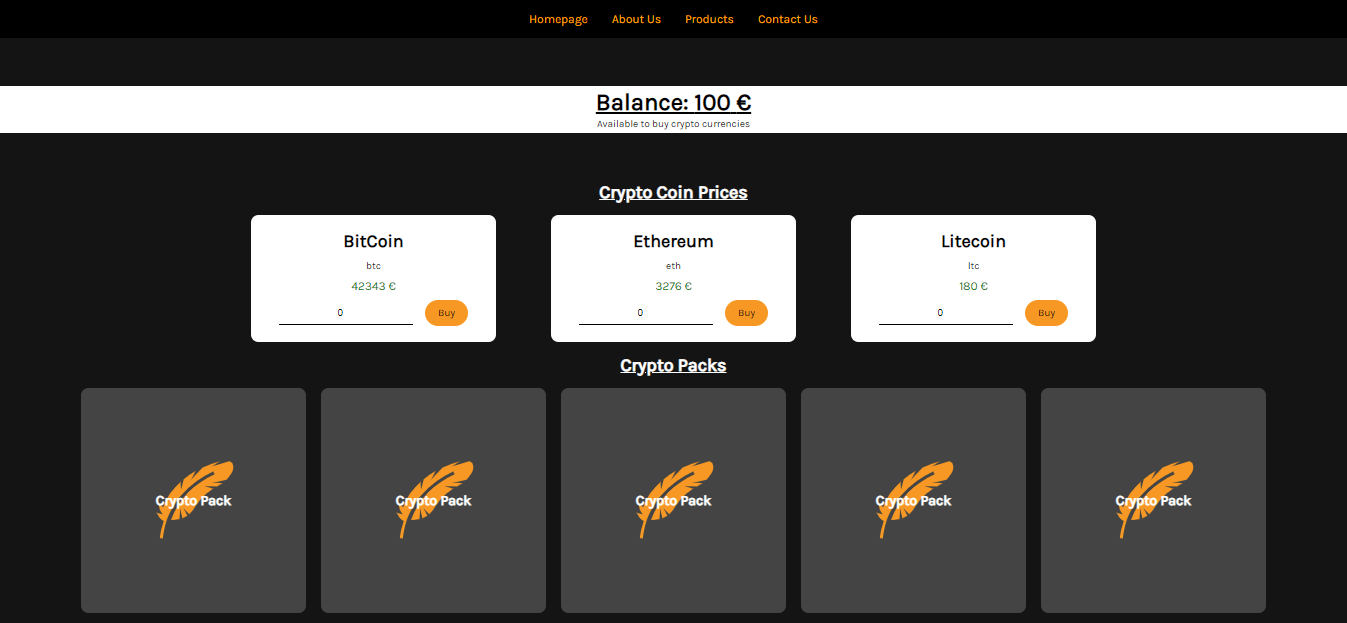 Homepage About Us Products Contact Us
Balance: 100 €
Available to buy crypto currencies
Crypto Coin Prices
BitCoin
btc
42343 €
0 Buy
Ethereum
eth
3276 €
0 Buy
Litecoin
ltc
180 €
0 Buy
Crypto Packs
Crypto Pack
Crypto Pack
Crypto Pack
Crypto Pack
Crypto Pack